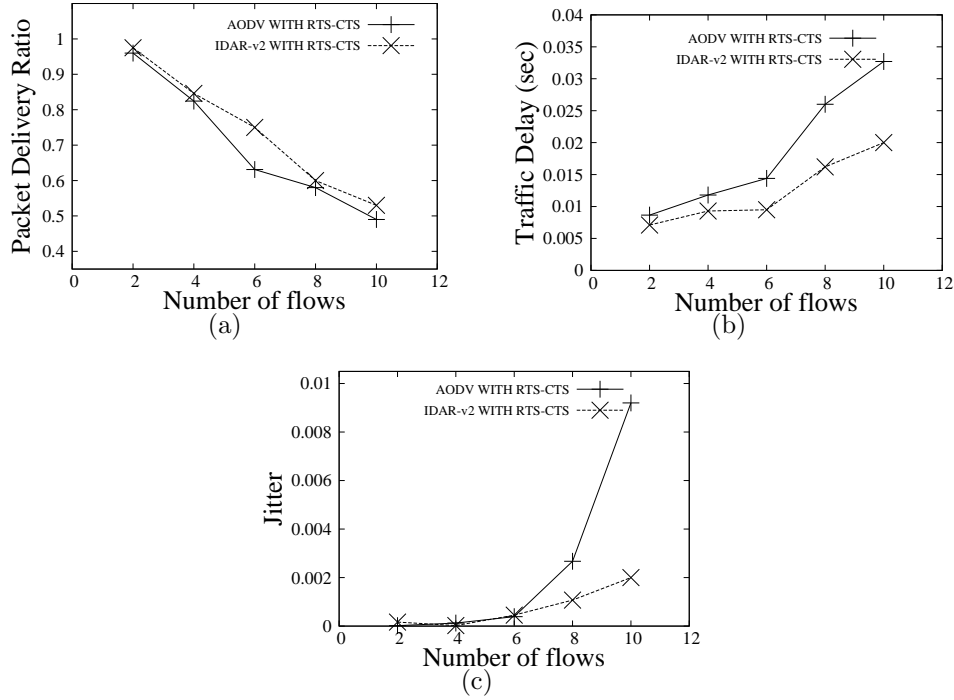 AODV WITH RTS-CTS
IDAR-v2 WITH RTS-CTS
1
0.9
0.8
0.7
0.6
0.5
0.4
Packet Delivery Ratio
0 2 4 6 8 10 12
Number of flows
(a)
0.04
AODV WITH RTS-CTS
IDAR-v2 WITH RTS-CTS
0.035
0.03
0.025
0.02
0.015
0.01
0.005
0
Traffic Delay (sec)
0 2 4 6 8 10 12
Number of flows
(b)
0.01
AODV WITH RTS-CTS
IDAR-v2 WITH RTS-CTS
0.008
0.006
0.004
0.002
0
Jitter
0 2 4 6 8 10 12
Number of flows
(c)